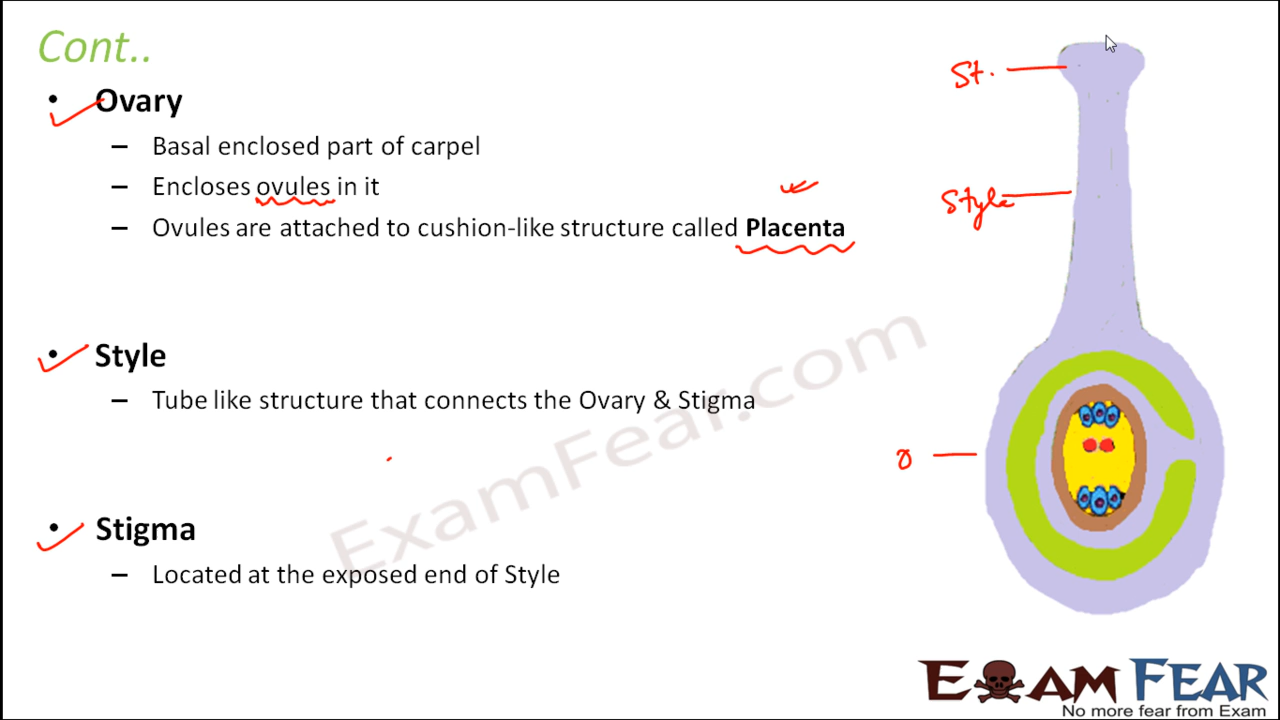 Cont..
• Ovary
– Basal enclosed part of carpel
– Encloses ovules in it
– Ovules are attached to cushion-like structure called Placenta
• Style
– Tube like structure that connects the Ovary & Stigma
• Stigma
– Located at the exposed end of Style
St.
Style
o
ExamFear.com
EXAM FEAR
No more fear from Exam